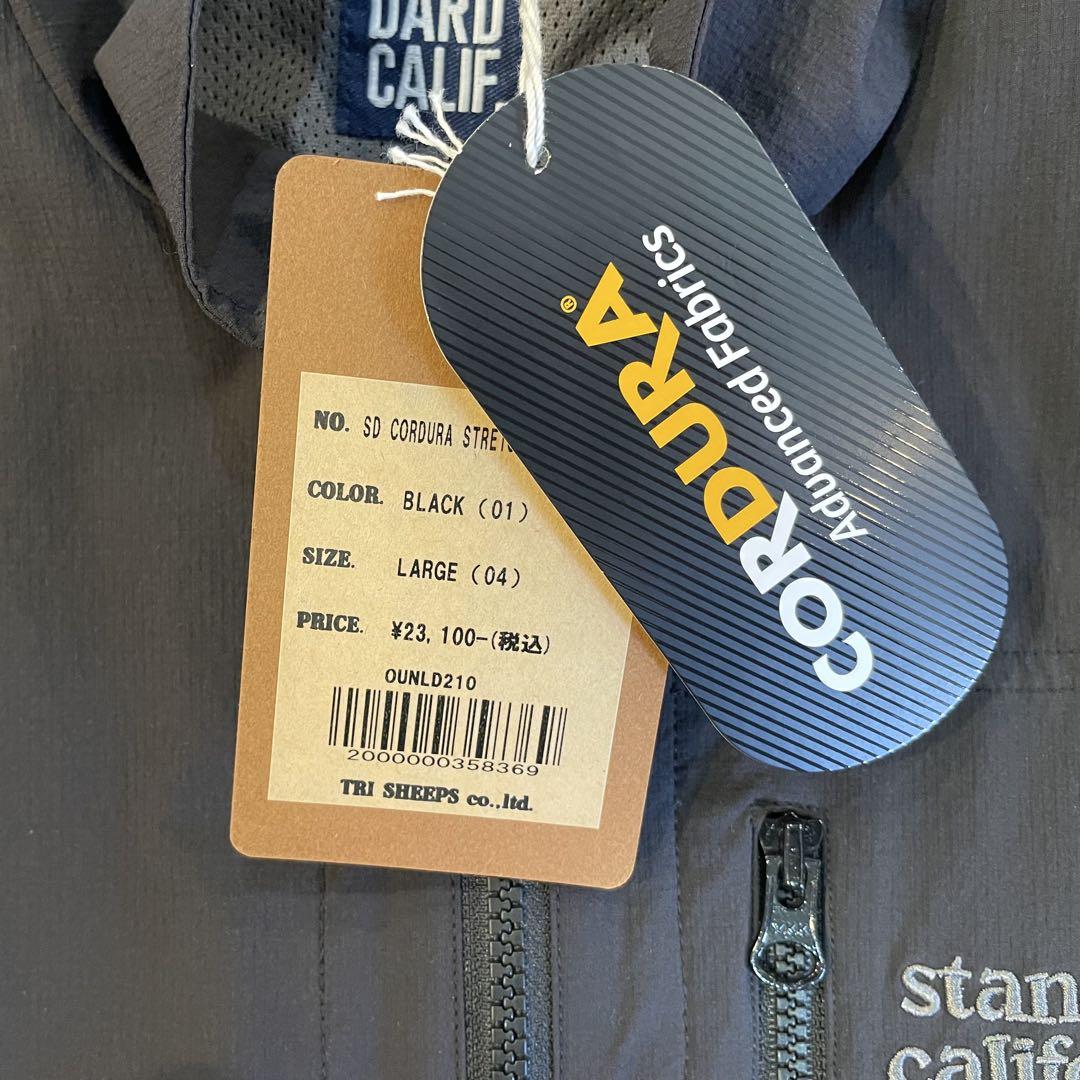 DARD
CALIF.
CORDURA®
Advanced Fabrics
NO. SD CORDURA
COLOR. BLACK (01)
SIZE. LARGE (04)
PRICE. ¥23,100-(税込)
OUNLD210
2000000358369
TRI SHEEPS co.,ltd.
stan
calif